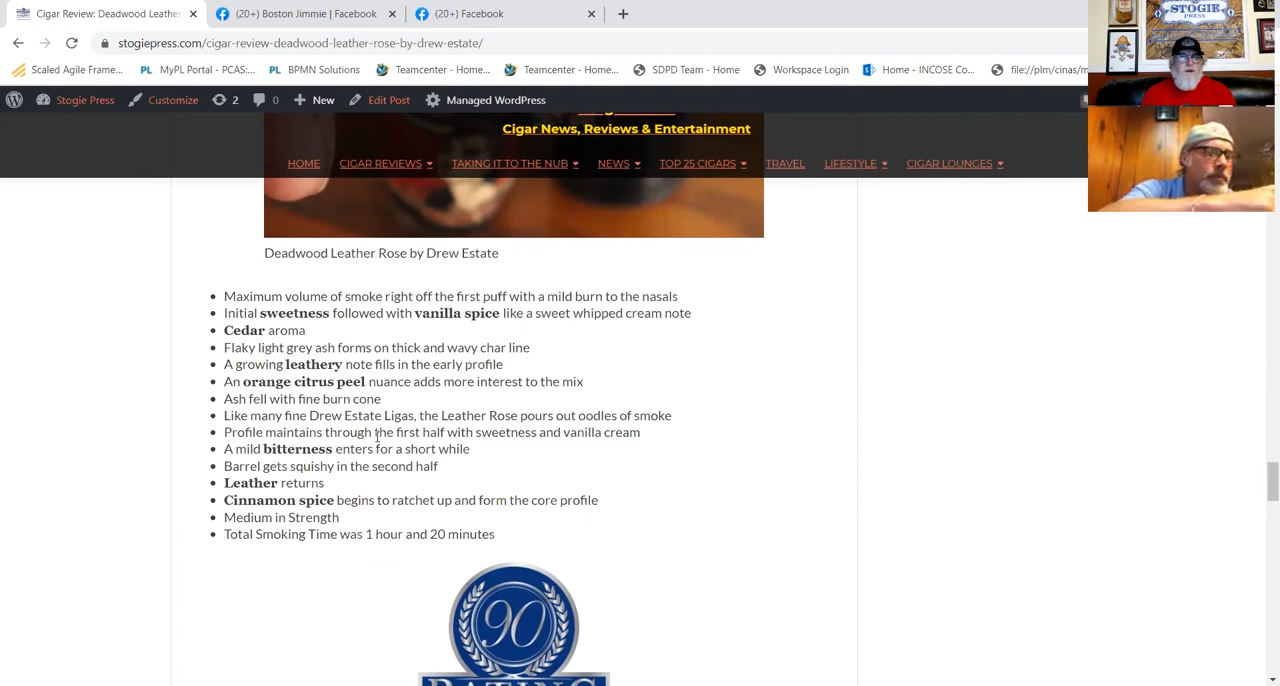 Cigar Review: Deadwood Leather
(20+) Boston Jimmie | Facebook
(20+) Facebook
stogiepress.com/cigar-review-deadwood-leather-rose-by-drew-estate/
Scaled Agile Frame...
MyPL Portal - PCAS:...
BPMN Solutions
Teamcenter - Home...
Teamcenter - Home...
SDPD Team - Home
Workspace Login
Home - INCOSE Co...
file://plm/cinas/m
Stogie Press
Customize
2
0
New
Edit Post
Managed WordPress
STOGIE
PRESS
Cigar News, Reviews & Entertainment
HOME
CIGAR REVIEWS
TAKING IT TO THE NUB
NEWS
TOP 25 CIGARS
TRAVEL
LIFESTYLE
CIGAR LOUNGES
Deadwood Leather Rose by Drew Estate
Maximum volume of smoke right off the first puff with a mild burn to the nasals
Initial sweetness followed with vanilla spice like a sweet whipped cream note
Cedar aroma
Flaky light grey ash forms on thick and wavy char line
A growing leathery note fills in the early profile
An orange citrus peel nuance adds more interest to the mix
Ash fell with fine burn cone
Like many fine Drew Estate Ligas, the Leather Rose pours out oodles of smoke
Profile maintains through the first half with sweetness and vanilla cream
A mild bitterness enters for a short while
Barrel gets squishy in the second half
Leather returns
Cinnamon spice begins to ratchet up and form the core profile
Medium in Strength
Total Smoking Time was 1 hour and 20 minutes
90
RATING